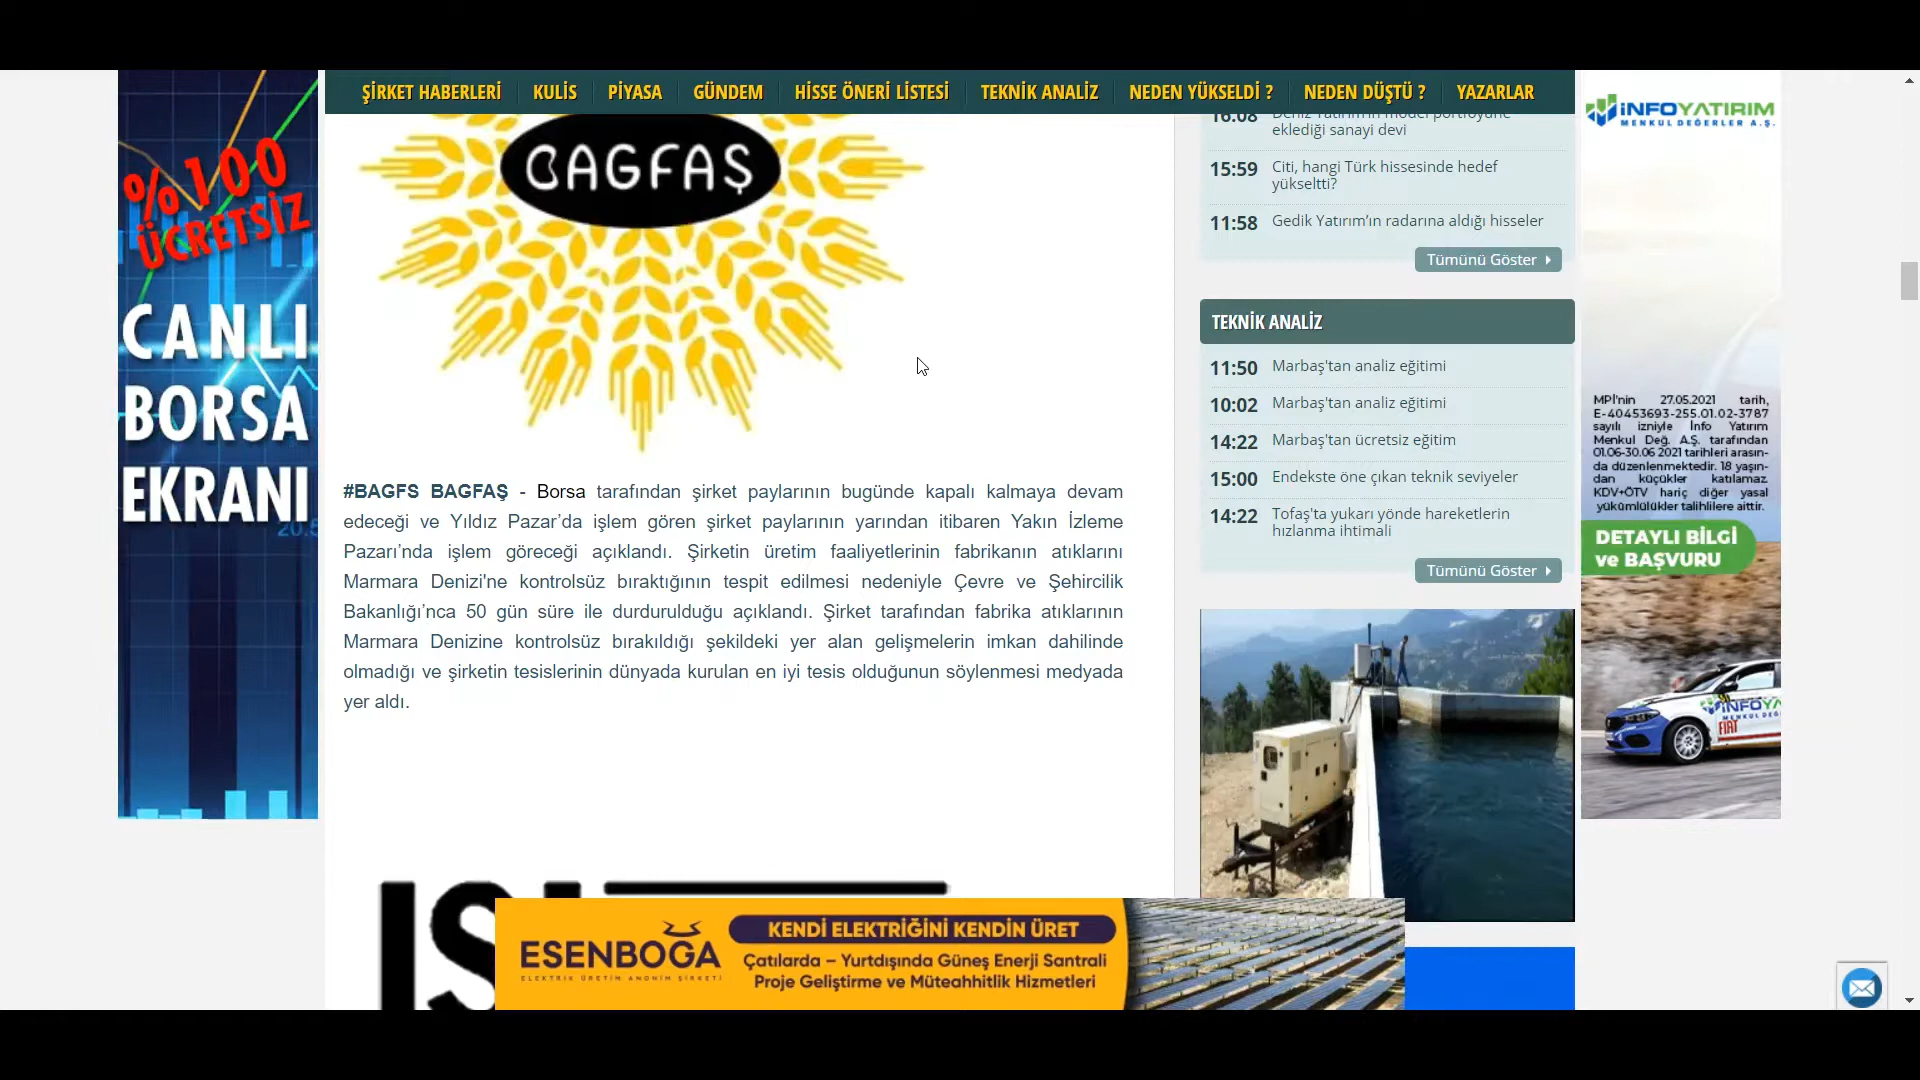 ŞİRKET HABERLERİ KULİS PİYASA GÜNDEM HİSSE ÖNERİ LİSTESİ TEKNİK ANALİZ NEDEN YÜKSELDİ ? NEDEN DÜŞTÜ ? YAZARLAR
%100
ÜCRETSİZ
CANLI
BORSA
EKRANI
BAGFAŞ
#BAGFS BAGFAŞ - Borsa tarafından şirket paylarının bugünde kapalı kalmaya devam
edeceği ve Yıldız Pazar’da işlem gören şirket paylarının yarından itibaren Yakın İzleme
Pazarı’nda işlem göreceği açıklandı. Şirketin üretim faaliyetlerinin fabrikanın atıklarını
Marmara Denizi'ne kontrolsüz bıraktığının tespit edilmesi nedeniyle Çevre ve Şehircilik
Bakanlığı’nca 50 gün süre ile durdurulduğu açıklandı. Şirket tarafından fabrika atıklarının
Marmara Denizine kontrolsüz bırakıldığı şekildeki yer alan gelişmelerin imkan dahilinde
olmadığı ve şirketin tesislerinin dünyada kurulan en iyi tesis olduğunun söylenmesi medyada
yer aldı.
16:08 Deniz Yatırım'ın model portföyüne
eklediği sanayi devi
15:59 Citi, hangi Türk hissesinde hedef
yükseltti?
11:58 Gedik Yatırım’ın radarına aldığı hisseler
Tümünü Göster
TEKNİK ANALİZ
11:50 Marbaş'tan analiz eğitimi
10:02 Marbaş'tan analiz eğitimi
14:22 Marbaş'tan ücretsiz eğitim
15:00 Endekste öne çıkan teknik seviyeler
14:22 Tofaş'ta yukarı yönde hareketlerin
hızlanma ihtimali
Tümünü Göster
INFO YATIRIM
MENKUL DEĞERLER A.Ş.
MPİ'nin 27.05.2021 tarih,
E-40453693-255.01.02-3787
sayılı izniyle İnfo Yatırım
Menkul Değ. A.Ş. tarafından
01.06-30.06 2021 tarihleri arasın-
da düzenlenmektedir. 18 yaşın-
dan küçükler katılamaz.
KDV+ÖTV hariç diğer yasal
yükümlülükler talihlilere aittir.
DETAYLI BİLGİ
ve BAŞVURU
FIAT
ESENBOĞA
ELEKTRİK ÜRETİM ANONİM ŞİRKETİ
KENDİ ELEKTRİĞİNİ KENDİN ÜRET
Çatılarda – Yurtdışında Güneş Enerji Santrali
Proje Geliştirme ve Müteahhitlik Hizmetleri